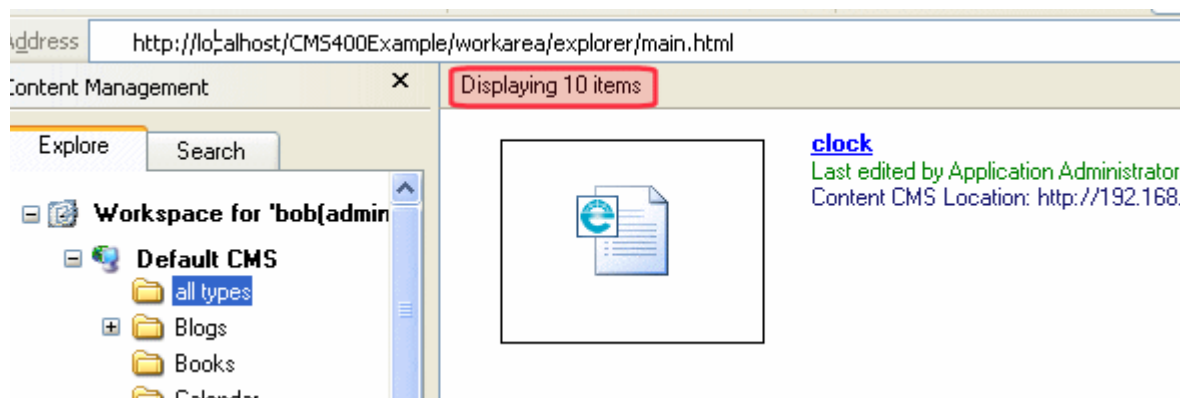 Address http://localhost/CMS400Example/workarea/explorer/main.html
Content Management
Displaying 10 items
Explore
Search
clock
Last edited by Application Administrator
Content CMS Location: http://192.168.
Workspace for 'bob(admin
Default CMS
all types
Blogs
Books